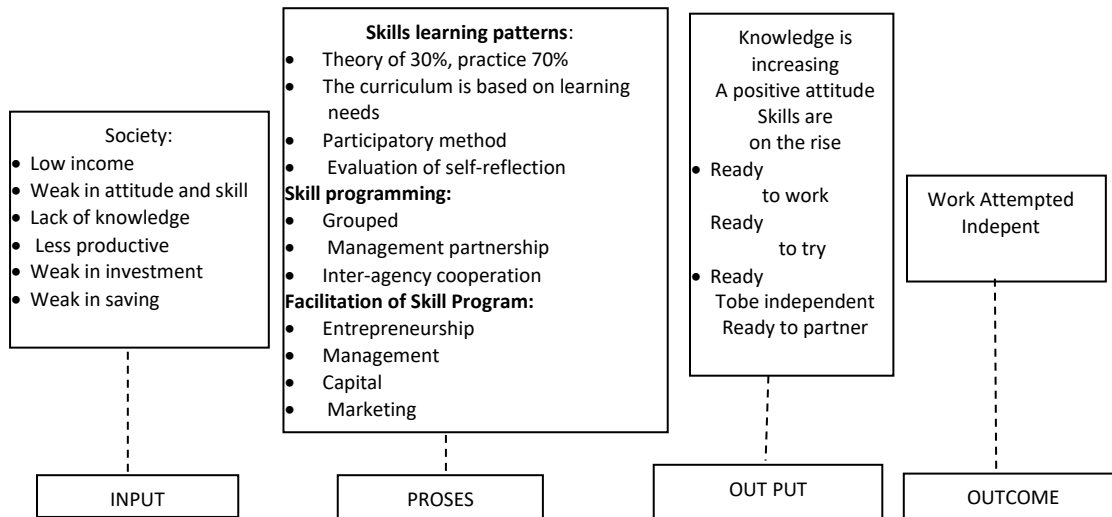 Society:
● Low income
● Weak in attitude and skill
● Lack of knowledge
● Less productive
● Weak in investment
● Weak in saving
Skills learning patterns:
● Theory of 30%, practice 70%
● The curriculum is based on learning
needs
● Participatory method
● Evaluation of self-reflection
Skill programming:
● Grouped
● Management partnership
● Inter-agency cooperation
Facilitation of Skill Program:
● Entrepreneurship
● Management
● Capital
● Marketing
Knowledge is
increasing
A positive attitude
Skills are
on the rise
● Ready
to work
Ready
to try
● Ready
Tobe independent
Ready to partner
Work Attempted
Indepent
INPUT
PROSES
OUT PUT
OUTCOME